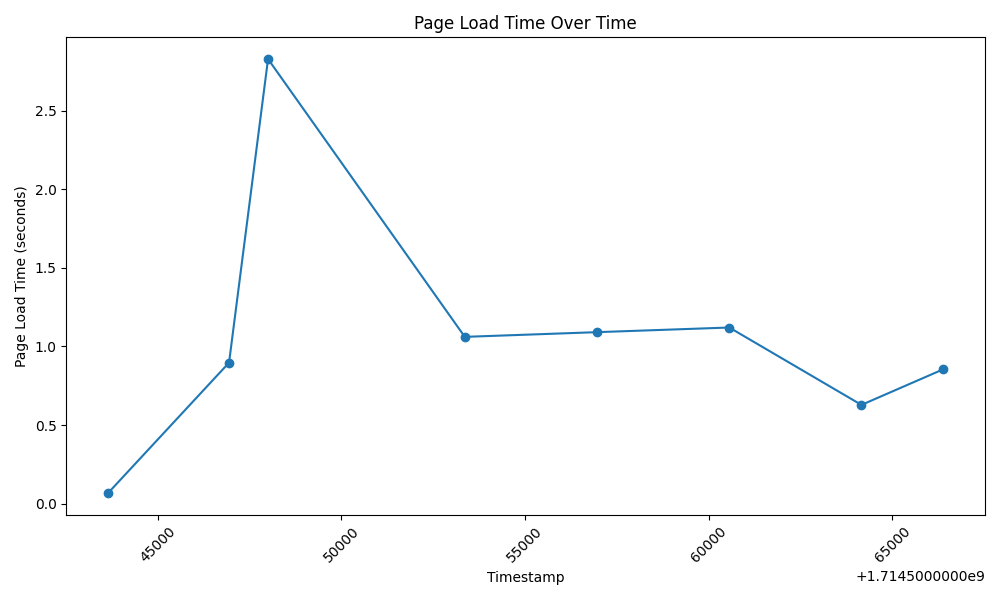 Page Load Time Over Time
Page Load Time (seconds)
2.5
2.0
1.5
1.0
0.5
0.0
45000
50000
55000
60000
65000
Timestamp
+1.7145000000e9